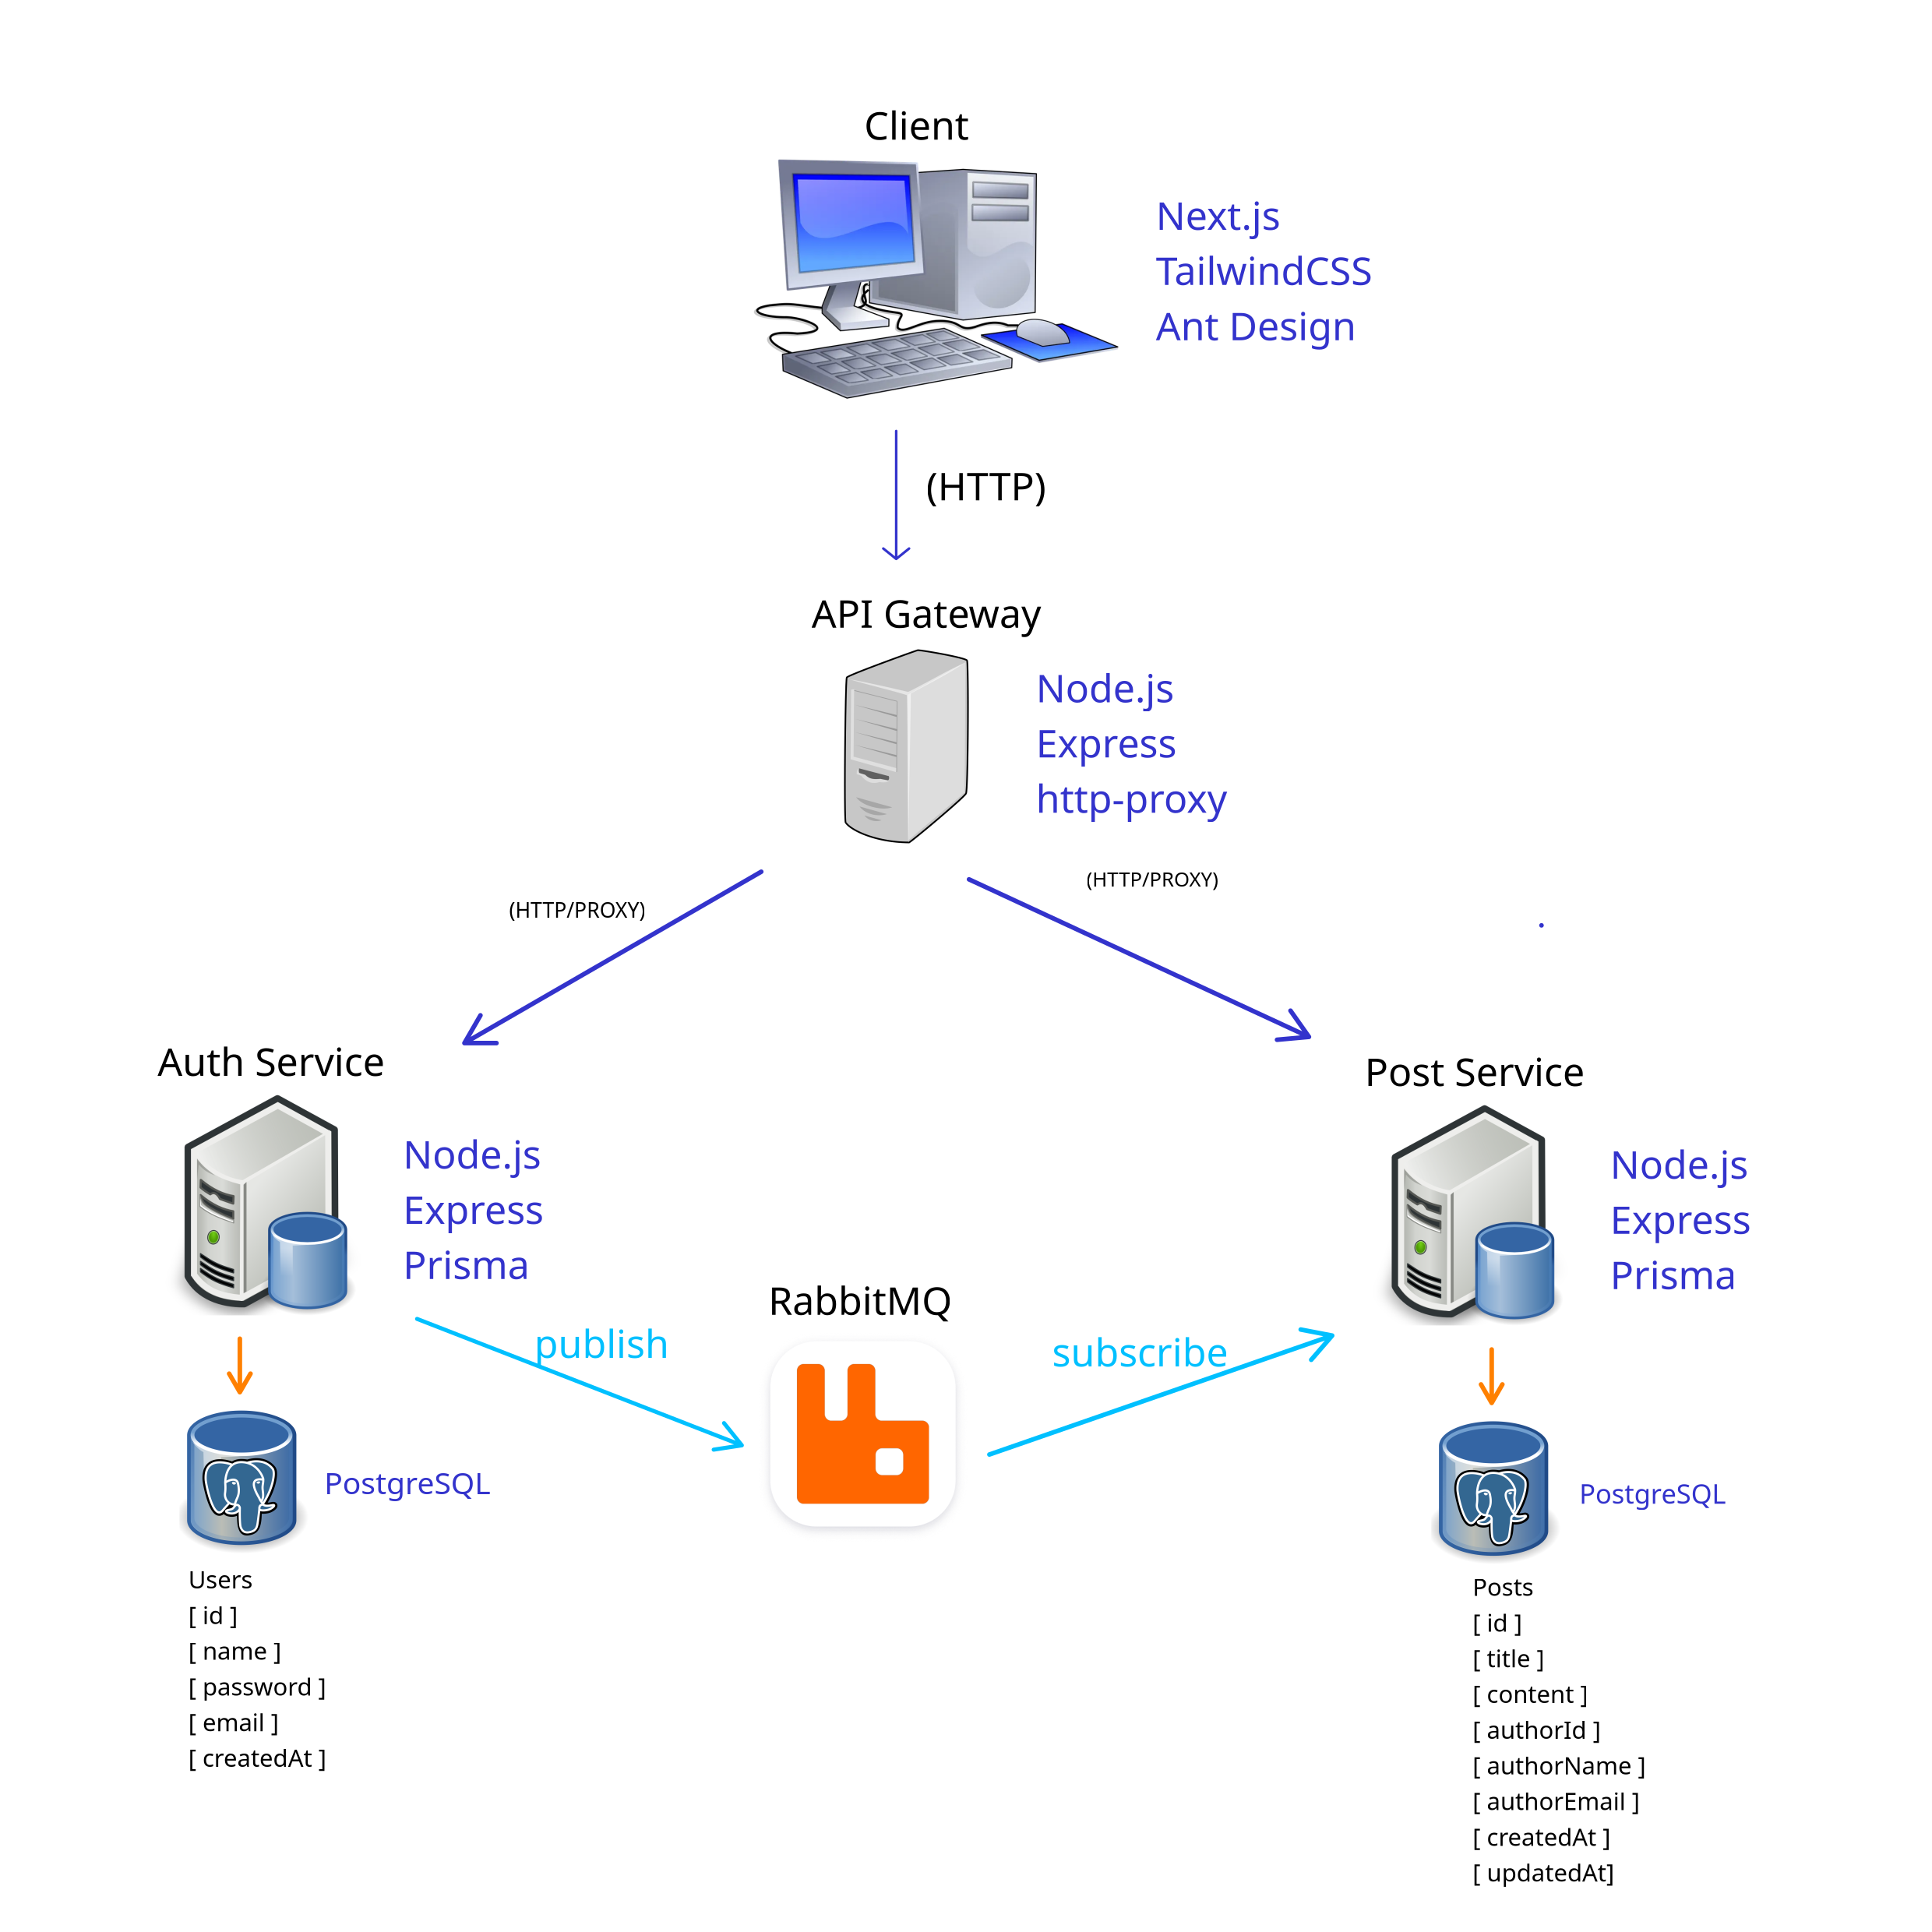 Client
Next.js
TailwindCSS
Ant Design
(HTTP)
API Gateway
Node.js
Express
http-proxy
(HTTP/PROXY)
(HTTP/PROXY)
Auth Service
Node.js
Express
Prisma
Post Service
Node.js
Express
Prisma
RabbitMQ
publish
subscribe
PostgreSQL
Users
[ id ]
[ name ]
[ password ]
[ email ]
[ createdAt ]
PostgreSQL
Posts
[ id ]
[ title ]
[ content ]
[ authorId ]
[ authorName ]
[ authorEmail ]
[ createdAt ]
[ updatedAt]